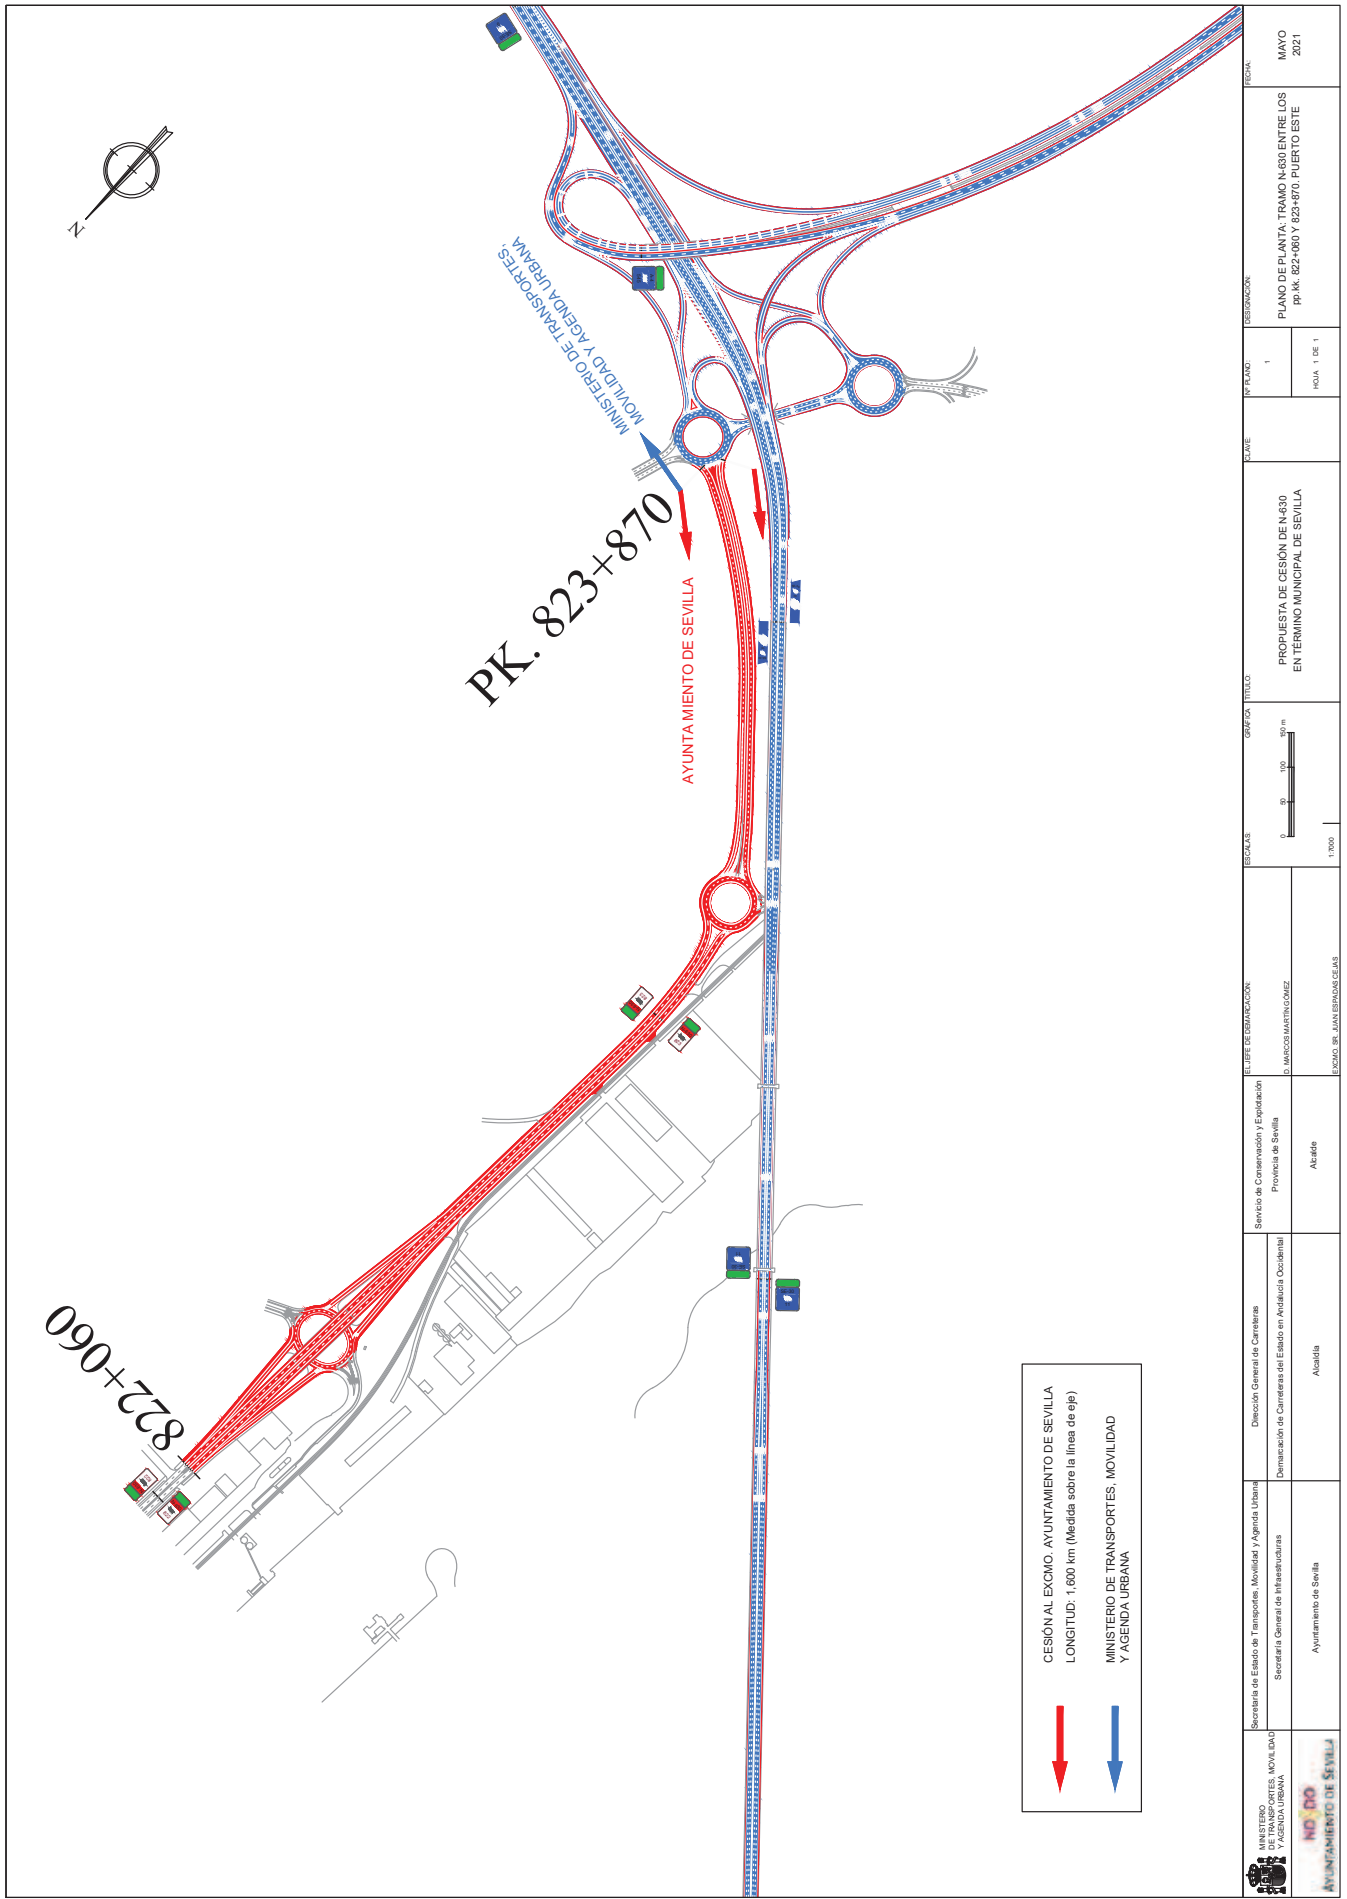 N
MINISTERIO DE TRANSPORTES,
MOVILIDAD Y AGENDA URBANA
PK. 823+870
AYUNTA MIENTO DE SEVILLA
822+060
CESIÓN AL EXCMO. AYUNTAMIENTO DE SEVILLA
LONGITUD: 1,600 km (Medida sobre la línea de eje)
MINISTERIO DE TRANSPORTES, MOVILIDAD
Y AGENDA URBANA
MINISTERIO
DE TRANSPORTES, MOVILIDAD
Y AGENDA URBANA
NO DO
AYUNTAMIENTO DE SEVILLA
Secretaría de Estado de Transportes, Movilidad y Agenda Urbana
Secretaría General de Infraestructuras
Ayuntamiento de Sevilla
Dirección General de Carreteras
Demarcación de Carreteras del Estado en Andalucía Occidental
Alcaldía
Servicio de Conservación y Explotación
Provincia de Sevilla
Alcalde
EL JEFE DE DEMARCACIÓN:
D. MARCOS MARTÍN GÓMEZ
EXCMO. SR. JUAN ESPADAS CEJAS
ESCALAS:
GRÁFICA
0 50 100 150 m
1:7000
TÍTULO:
PROPUESTA DE CESIÓN DE N-630
EN TÉRMINO MUNICIPAL DE SEVILLA
CLAVE:
Nº PLANO:
1
HOJA 1 DE 1
DESIGNACIÓN:
PLANO DE PLANTA: TRAMO N-630 ENTRE LOS
pp.kk. 822+060 Y 823+870. PUERTO ESTE
FECHA:
MAYO
2021